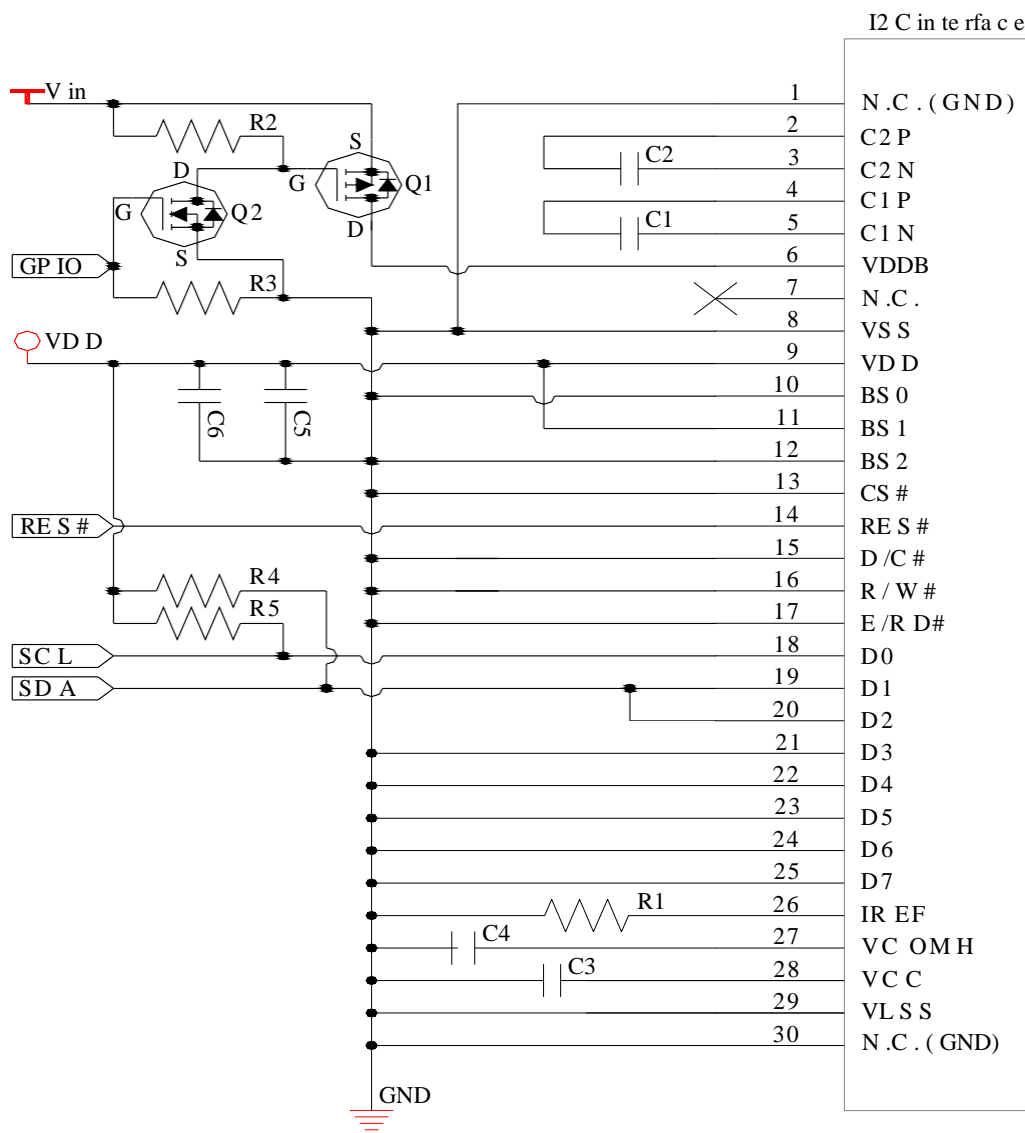 I2C interface
Vin
1 N.C.(GND)
R2
2 C2P
S
C2
D
3 C2N
G
Q1
4 C1P
G
Q2
C1
D
5 C1N
S
GPIO
6 VDDB
R3
7 N.C.
8 VSS
VDD
9 VDD
10 BS0
C6
C5
11 BS1
12 BS2
13 CS#
RES#
14 RES#
15 D/C#
R4
16 R/W#
R5
17 E/RD#
SCL
18 D0
SDA
19 D1
20 D2
21 D3
22 D4
23 D5
24 D6
25 D7
R1
26 IREF
C4
27 VCOMH
C3
28 VCC
29 VLSS
30 N.C.(GND)
GND